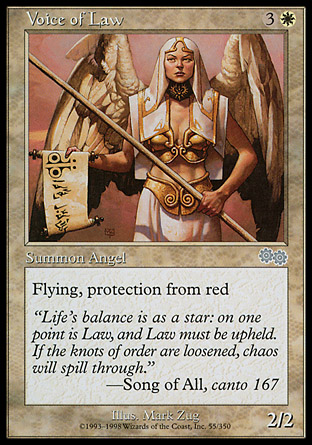 Voice of Law 3
Summon Angel
Flying, protection from red
“Life’s balance is as a star: on one
point is Law, and Law must be upheld.
If the knots of order are loosened, chaos
will spill through.”
—Song of All, canto 167
Illus. Mark Zug
©1993-1998 Wizards of the Coast, Inc. 55/350
2/2